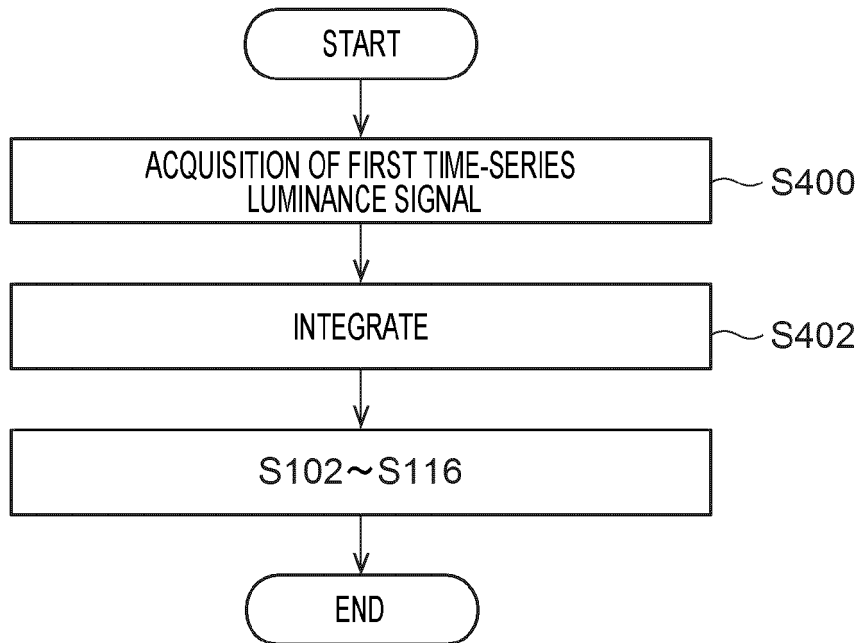 START
ACQUISITION OF FIRST TIME-SERIES
LUMINANCE SIGNAL
S400
INTEGRATE
S402
S102~S116
END